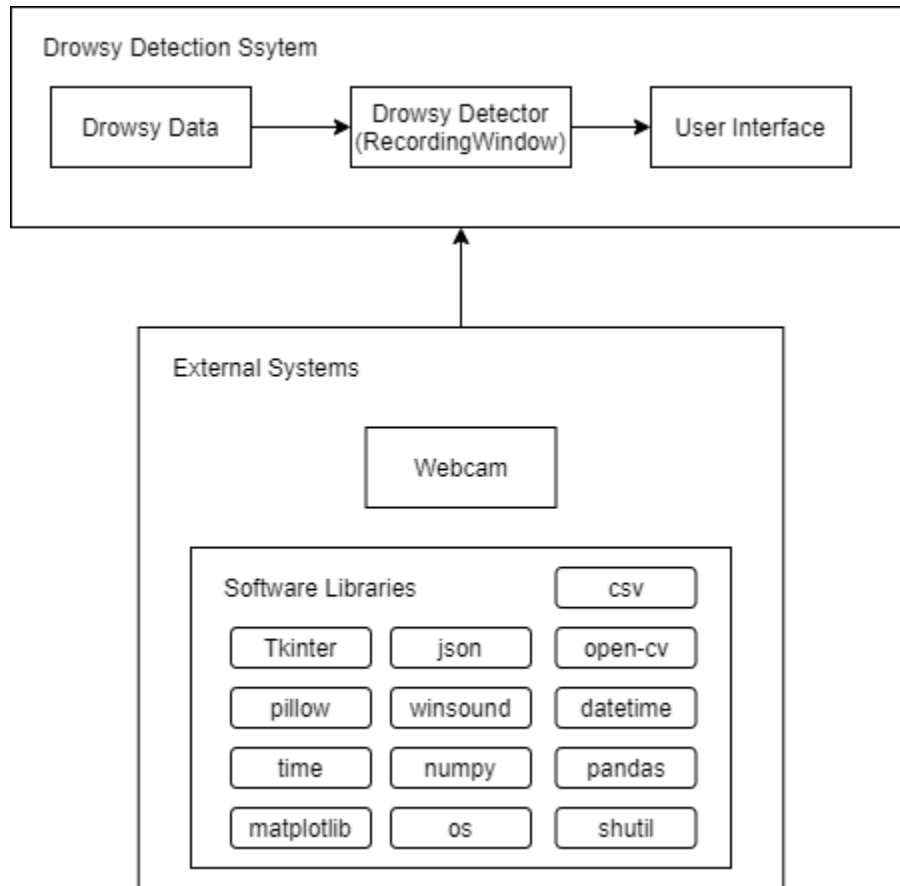 Drowsy Detection Ssytem
Drowsy Data
Drowsy Detector
(RecordingWindow)
User Interface
External Systems
Webcam
Software Libraries
csv
Tkinter
json
open-cv
pillow
winsound
datetime
time
numpy
pandas
matplotlib
os
shutil